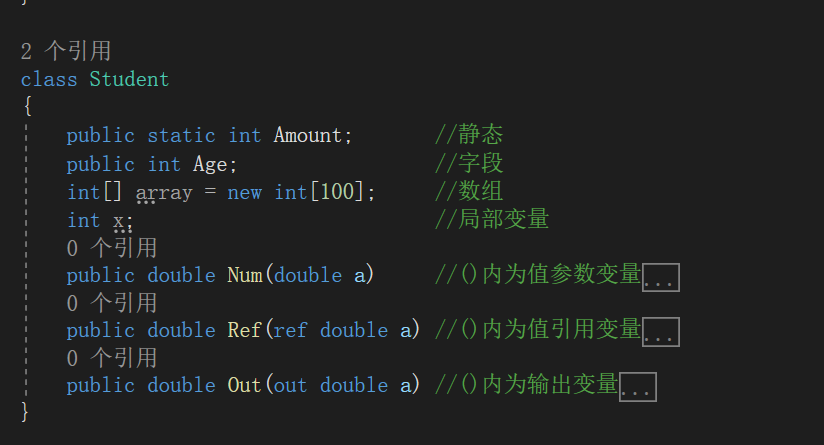 }
2 个引用
class Student
{
public static int Amount; //静态
public int Age; //字段
int[] array = new int[100]; //数组
int x; //局部变量
0 个引用
public double Num(double a) //()内为值参数变量...
0 个引用
public double Ref(ref double a) //()内为值引用变量...
0 个引用
public double Out(out double a) //()内为输出变量...
}